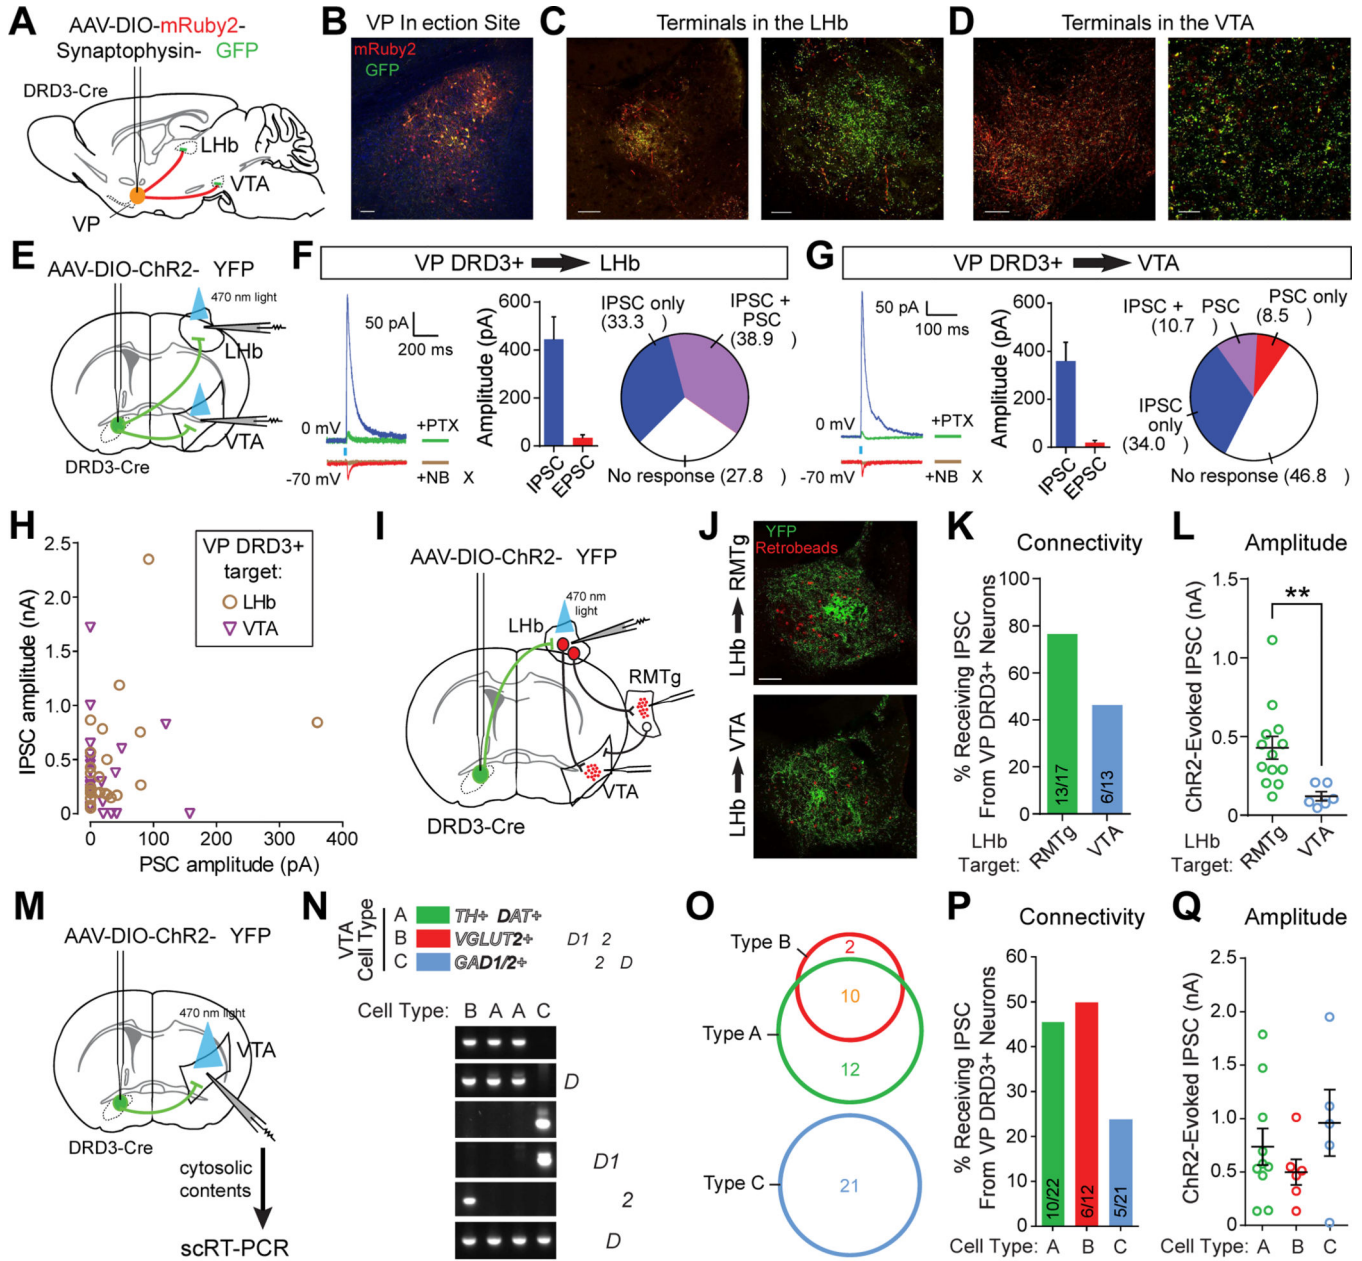 A
AAV-DIO-mRuby2-
Synaptophysin- GFP
DRD3-Cre
LHb
VTA
VP
B VP In ection Site
mRuby2
GFP
C Terminals in the LHb
D Terminals in the VTA
E
AAV-DIO-ChR2- YFP
470 nm light
LHb
VTA
DRD3-Cre
F VP DRD3+ LHb
50 pA
200 ms
0 mV +PTX
-70 mV +NB X
Amplitude (pA)
600
400
200
0
IPSC
EPSC
IPSC only
(33.3 )
IPSC +
PSC
(38.9 )
No response (27.8 )
G VP DRD3+ VTA
50 pA
100 ms
0 mV +PTX
-70 mV +NB X
Amplitude (pA)
600
400
200
0
IPSC
EPSC
IPSC + PSC
(10.7 )
PSC only
(8.5 )
IPSC
only
(34.0 )
No response (46.8 )
H
IPSC amplitude (nA)
2.5
2.0
1.5
1.0
0.5
0
0 100 200 300 400
PSC amplitude (pA)
VP DRD3+
target:
LHb
VTA
I
AAV-DIO-ChR2- YFP
470 nm
light
LHb
RMTg
VTA
DRD3-Cre
J
YFP
Retrobeads
LHb RMTg
LHb VTA
K Connectivity
% Receiving IPSC
From VP DRD3+ Neurons
100
80
60
40
20
0
13/17
6/13
LHb
Target:
RMTg
VTA
L Amplitude
ChR2-Evoked IPSC (nA)
1.5
1.0
0.5
0
**
LHb
Target:
RMTg
VTA
M
AAV-DIO-ChR2- YFP
470 nm light
VTA
DRD3-Cre
cytosolic
contents
scRT-PCR
N
VTA
Cell Type
A TH+ DAT+
B VGLUT2+ D1 2
C GAD1/2+ 2 D
Cell Type: B A A C
D
D1
2
D
O
Type B
2
10
Type A
12
Type C
21
P Connectivity
% Receiving IPSC
From VP DRD3+ Neurons
60
50
40
30
20
10
0
10/22
6/12
5/21
Cell Type: A B C
Q Amplitude
ChR2-Evoked IPSC (nA)
2.5
2.0
1.5
1.0
0.5
0
Cell Type: A B C